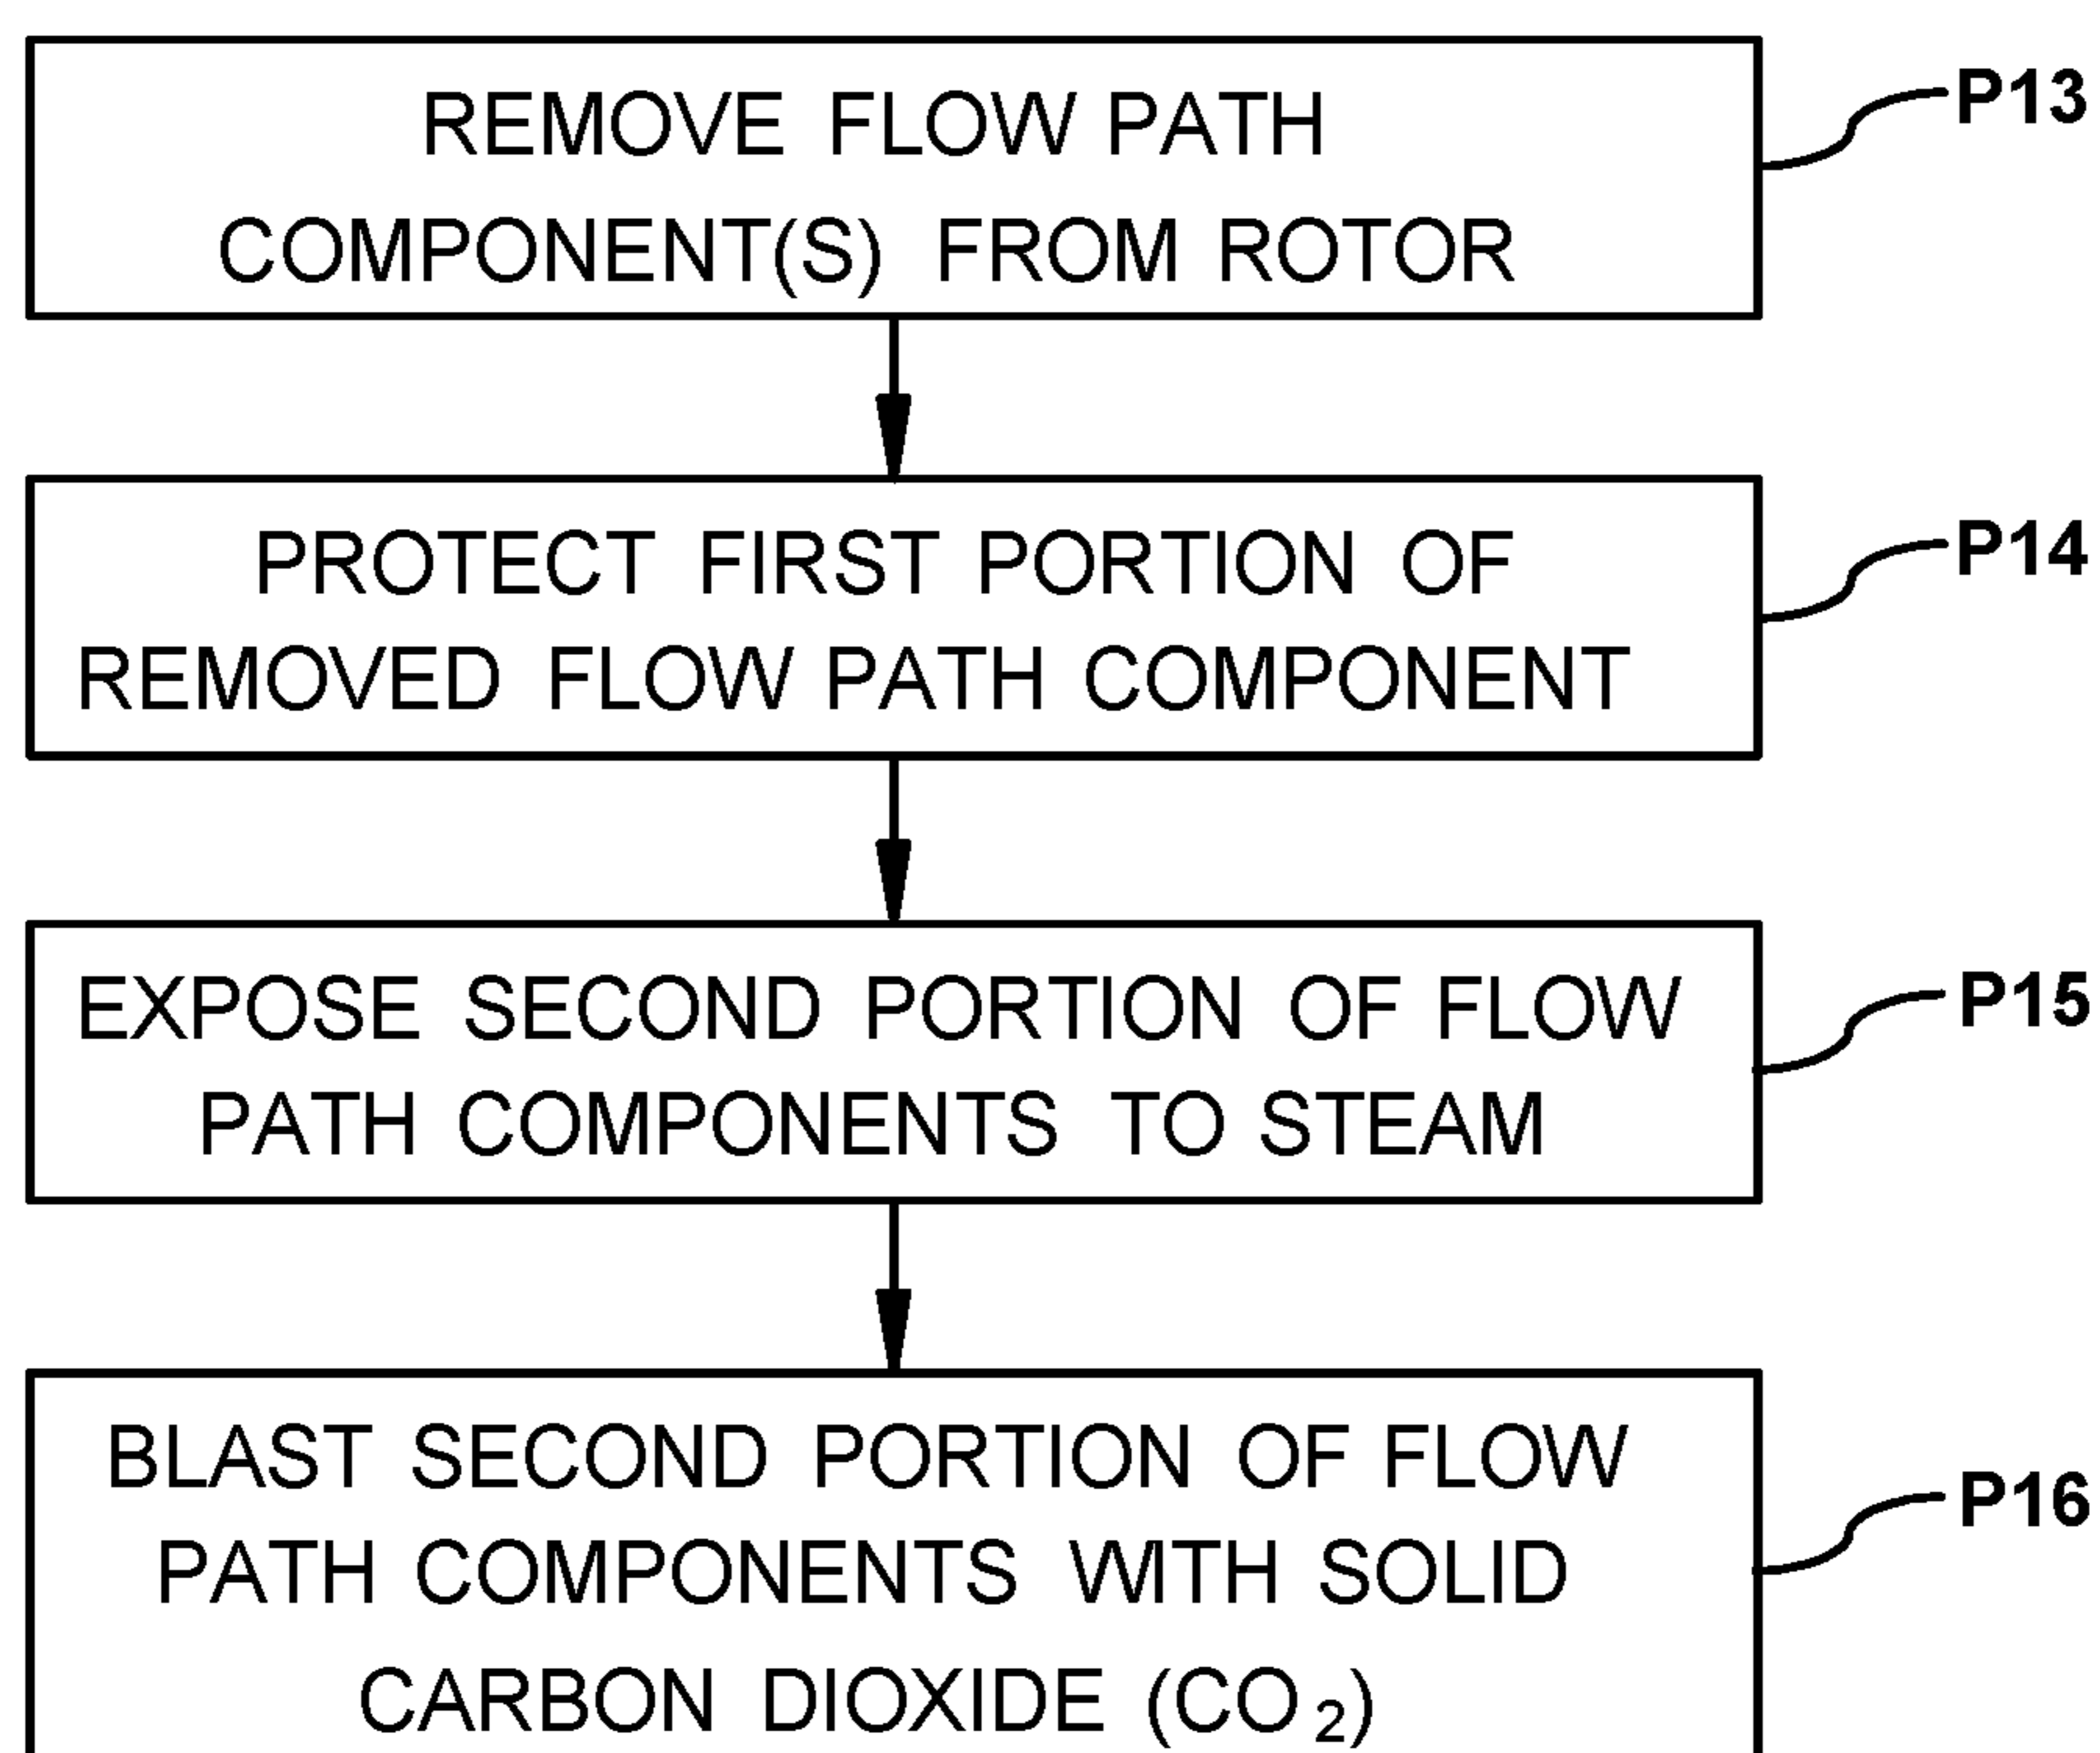 REMOVE FLOW PATH
COMPONENT(S) FROM ROTOR
P13
PROTECT FIRST PORTION OF
REMOVED FLOW PATH COMPONENT
P14
EXPOSE SECOND PORTION OF FLOW
PATH COMPONENTS TO STEAM
P15
BLAST SECOND PORTION OF FLOW
PATH COMPONENTS WITH SOLID
CARBON DIOXIDE (CO₂)
P16